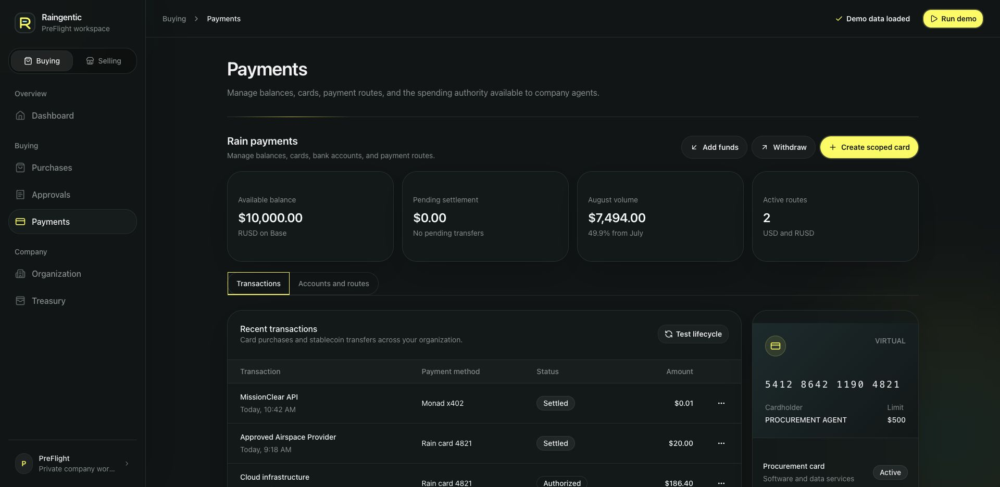 Raingentic
PreFlight workspace
Buying
Selling
Overview
Dashboard
Buying
Purchases
Approvals
Payments
Company
Organization
Treasury
P
PreFlight
Private company wor...
Buying > Payments
Demo data loaded
Run demo
Payments
Manage balances, cards, payment routes, and the spending authority available to company agents.
Rain payments
Manage balances, cards, bank accounts, and payment routes.
Add funds
Withdraw
Create scoped card
Available balance
$10,000.00
RUSD on Base
Pending settlement
$0.00
No pending transfers
August volume
$7,494.00
49.9% from July
Active routes
2
USD and RUSD
Transactions
Accounts and routes
Recent transactions
Card purchases and stablecoin transfers across your organization.
Test lifecycle
Transaction Payment method Status Amount
MissionClear API
Today, 10:42 AM
Monad x402
Settled
$0.01
Approved Airspace Provider
Today, 9:18 AM
Rain card 4821
Settled
$20.00
Cloud infrastructure
Rain card 4821
Authorized
$186.40
VIRTUAL
5412 8642 1190 4821
Cardholder Limit
PROCUREMENT AGENT $500
Procurement card
Software and data services
Active